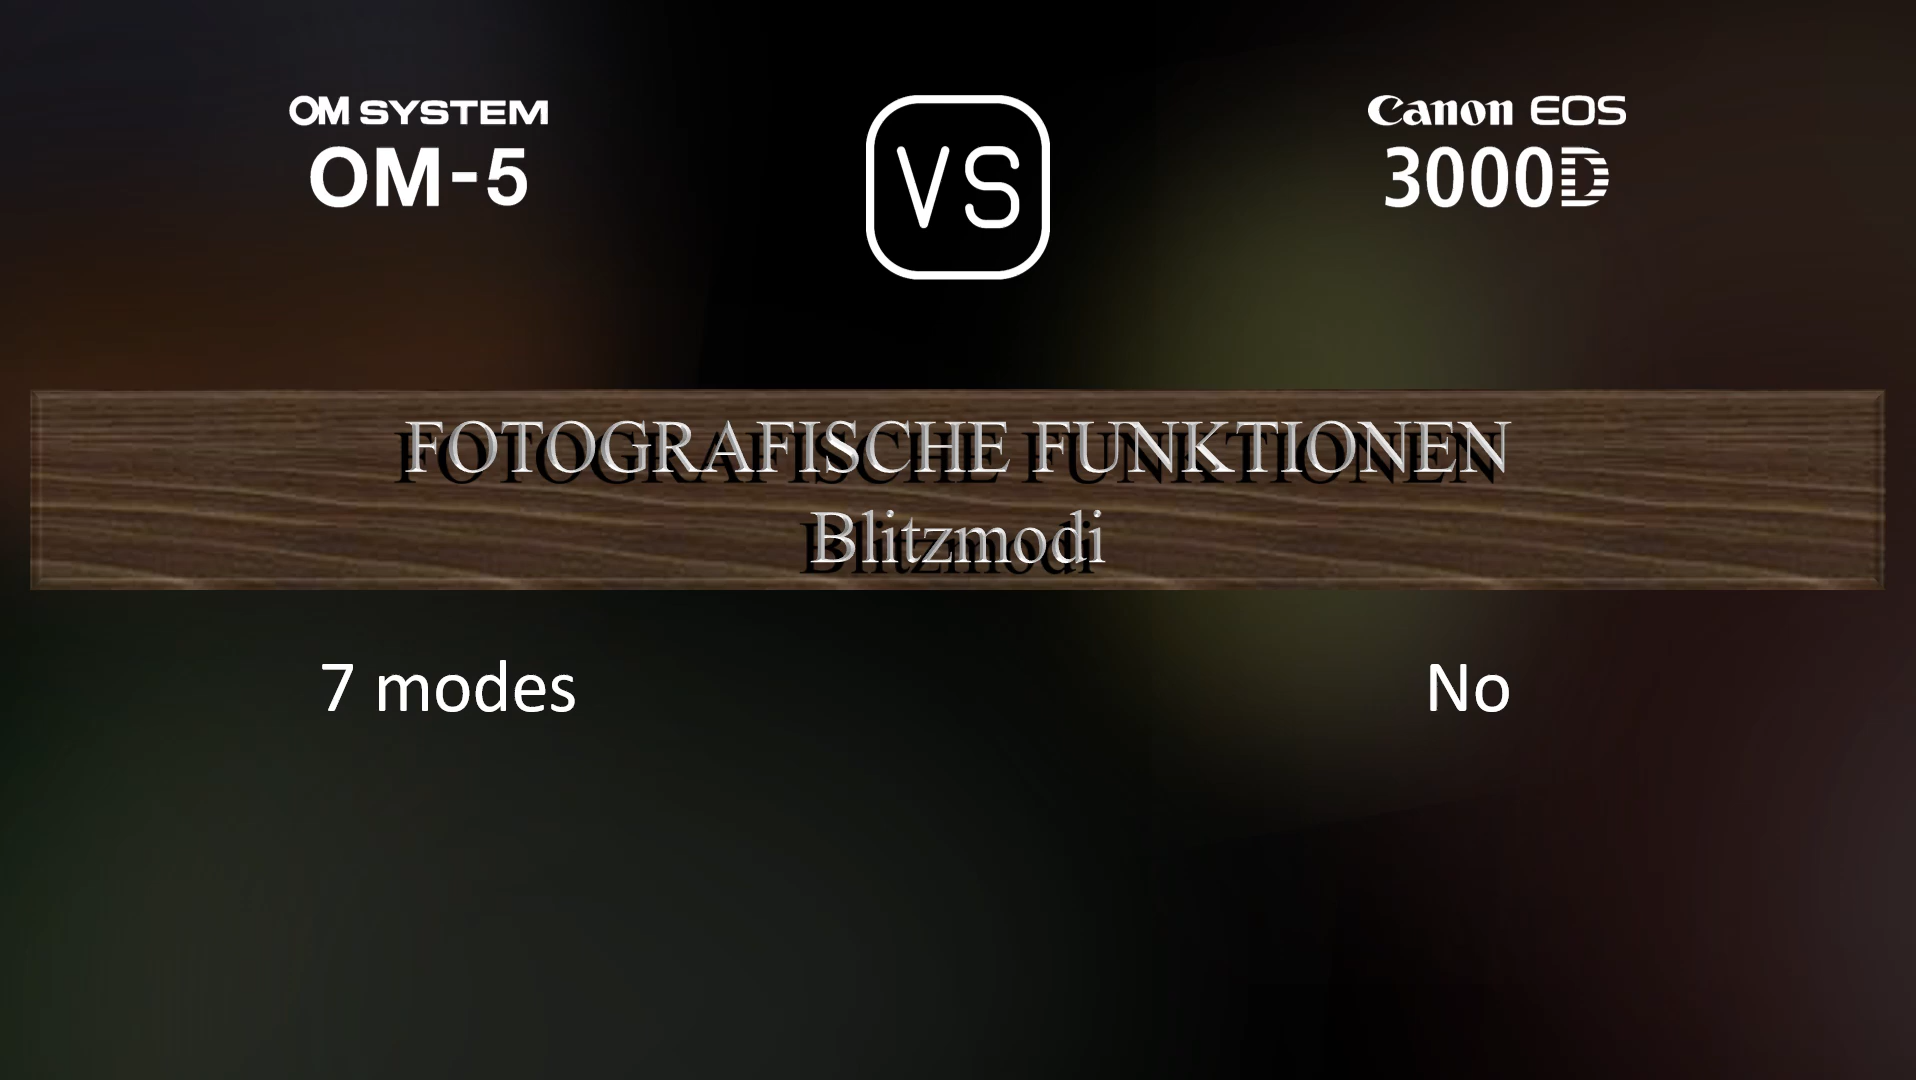 OM SYSTEM
OM-5
VS
Canon EOS
3000D
FOTOGRAFISCHE FUNKTIONEN
Blitzmodi
7 modes
No